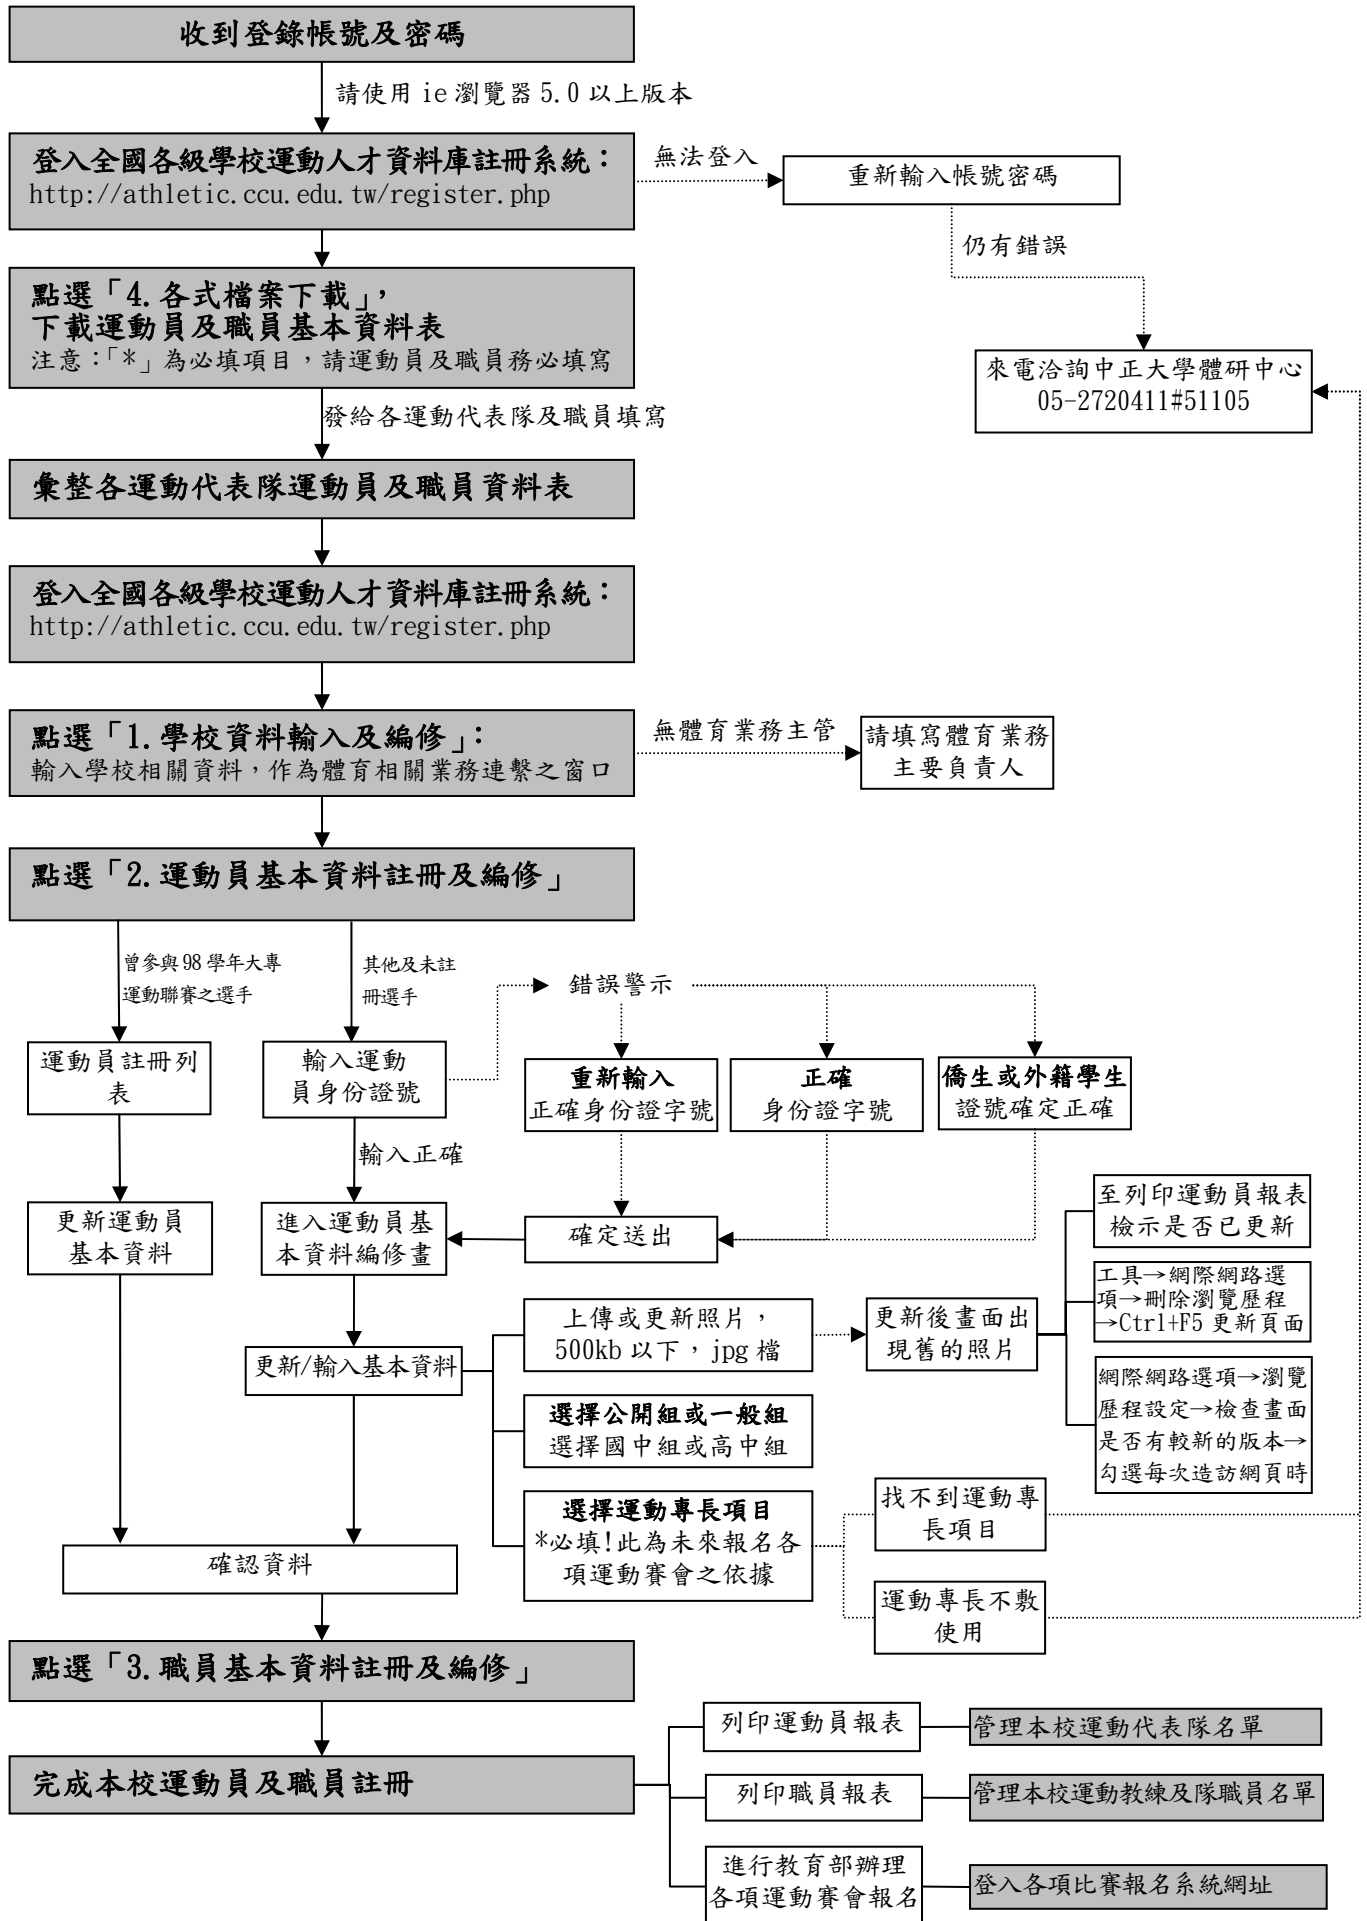 收到登錄帳號及密碼
請使用 ie 瀏覽器 5.0 以上版本
登入全國各級學校運動人才資料庫註冊系統：
http://athletic.ccu.edu.tw/register.php
無法登入
重新輸入帳號密碼
仍有錯誤
點選「4.各式檔案下載」，
下載運動員及職員基本資料表
注意：「*」為必填項目，請運動員及職員務必填寫
來電洽詢中正大學體研中心
05-2720411#51105
發給各運動代表隊及職員填寫
彙整各運動代表隊運動員及職員資料表
登入全國各級學校運動人才資料庫註冊系統：
http://athletic.ccu.edu.tw/register.php
點選「1.學校資料輸入及編修」：
輸入學校相關資料，作為體育相關業務連繫之窗口
無體育業務主管
請填寫體育業務
主要負責人
點選「2.運動員基本資料註冊及編修」
曾參與 98 學年大專
運動聯賽之選手
其他及未註
冊選手
錯誤警示
運動員註冊列
表
輸入運動
員身份證號
重新輸入
正確身份證字號
正確
身份證字號
僑生或外籍學生
證號確定正確
輸入正確
更新運動員
基本資料
進入運動員基
本資料編修畫
確定送出
至列印運動員報表
檢示是否已更新
工具→網際網路選
項→刪除瀏覽歷程
→Ctrl+F5 更新頁面
上傳或更新照片，
500kb 以下，jpg 檔
更新後畫面出
現舊的照片
更新/輸入基本資料
網際網路選項→瀏覽
歷程設定→檢查畫面
是否有較新的版本→
勾選每次造訪網頁時
選擇公開組或一般組
選擇國中組或高中組
選擇運動專長項目
*必填!此為未來報名各
項運動賽會之依據
找不到運動專
長項目
運動專長不敷
使用
確認資料
點選「3.職員基本資料註冊及編修」
列印運動員報表
管理本校運動代表隊名單
完成本校運動員及職員註冊
列印職員報表
管理本校運動教練及隊職員名單
進行教育部辦理
各項運動賽會報名
登入各項比賽報名系統網址